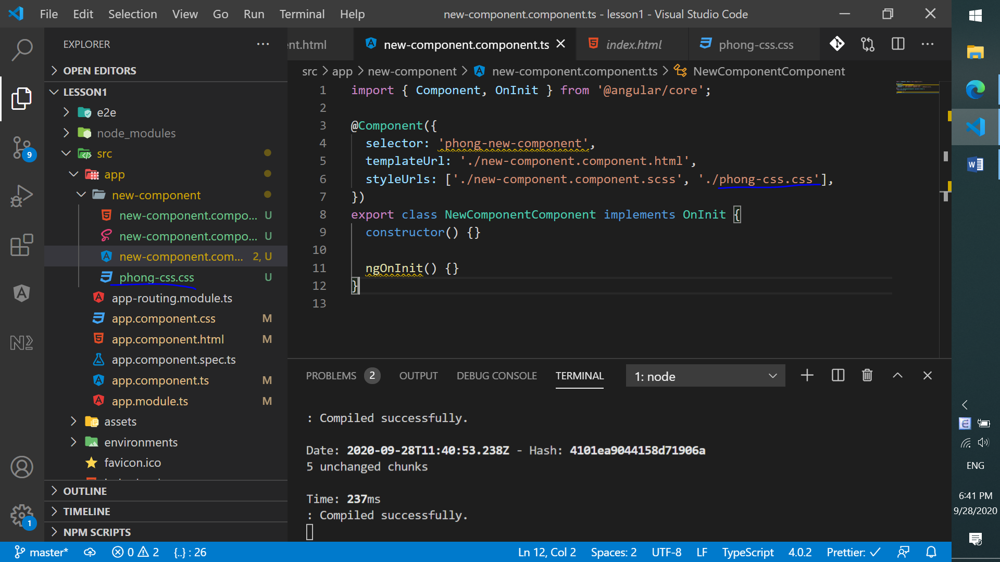 File Edit Selection View Go Run Terminal Help
new-component.component.ts - lesson1 - Visual Studio Code
EXPLORER
OPEN EDITORS
LESSON1
e2e
node_modules
src
app
new-component
new-component.compo... U
new-component.compo... U
new-component.com... 2, U
phong-css.css U
app-routing.module.ts
app.component.css M
app.component.html M
app.component.spec.ts
app.component.ts M
app.module.ts M
assets
environments
favicon.ico
OUTLINE
TIMELINE
NPM SCRIPTS
9
1
nt.html new-component.component.ts index.html phong-css.css
src > app > new-component > new-component.component.ts > NewComponentComponent
1 import { Component, OnInit } from '@angular/core';
2
3 @Component({
4 selector: 'phong-new-component',
5 templateUrl: './new-component.component.html',
6 styleUrls: ['./new-component.component.scss', './phong-css.css'],
7 })
8 export class NewComponentComponent implements OnInit {
9 constructor() {}
10
11 ngOnInit() {}
12 }
13
PROBLEMS 2 OUTPUT DEBUG CONSOLE TERMINAL 1: node
: Compiled successfully.
Date: 2020-09-28T11:40:53.238Z - Hash: 4101ea9044158d71906a
5 unchanged chunks
Time: 237ms
: Compiled successfully.
master* 0 2 {..} : 26 Ln 12, Col 2 Spaces: 2 UTF-8 LF TypeScript 4.0.2 Prettier: ✓
ENG
6:41 PM
9/28/2020